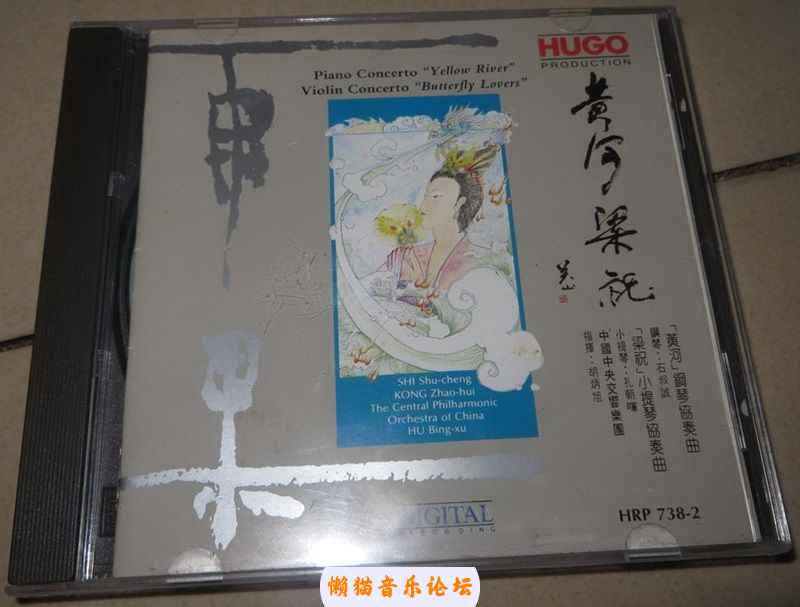 HUGO
PRODUCTION
Piano Concerto "Yellow River"
Violin Concerto "Butterfly Lovers"
黄河梁祝
SHI Shu-cheng
KONG Zhao-hui
The Central Philharmonic
Orchestra of China
HU Bing-xu
「黃河」鋼琴協奏曲
鋼琴：石叔誠
「梁祝」小提琴協奏曲
小提琴：孔朝暉
中國中央交響樂團
指揮：胡炳旭
DIGITAL
RECORDING
HRP 738-2
懒猫音乐论坛